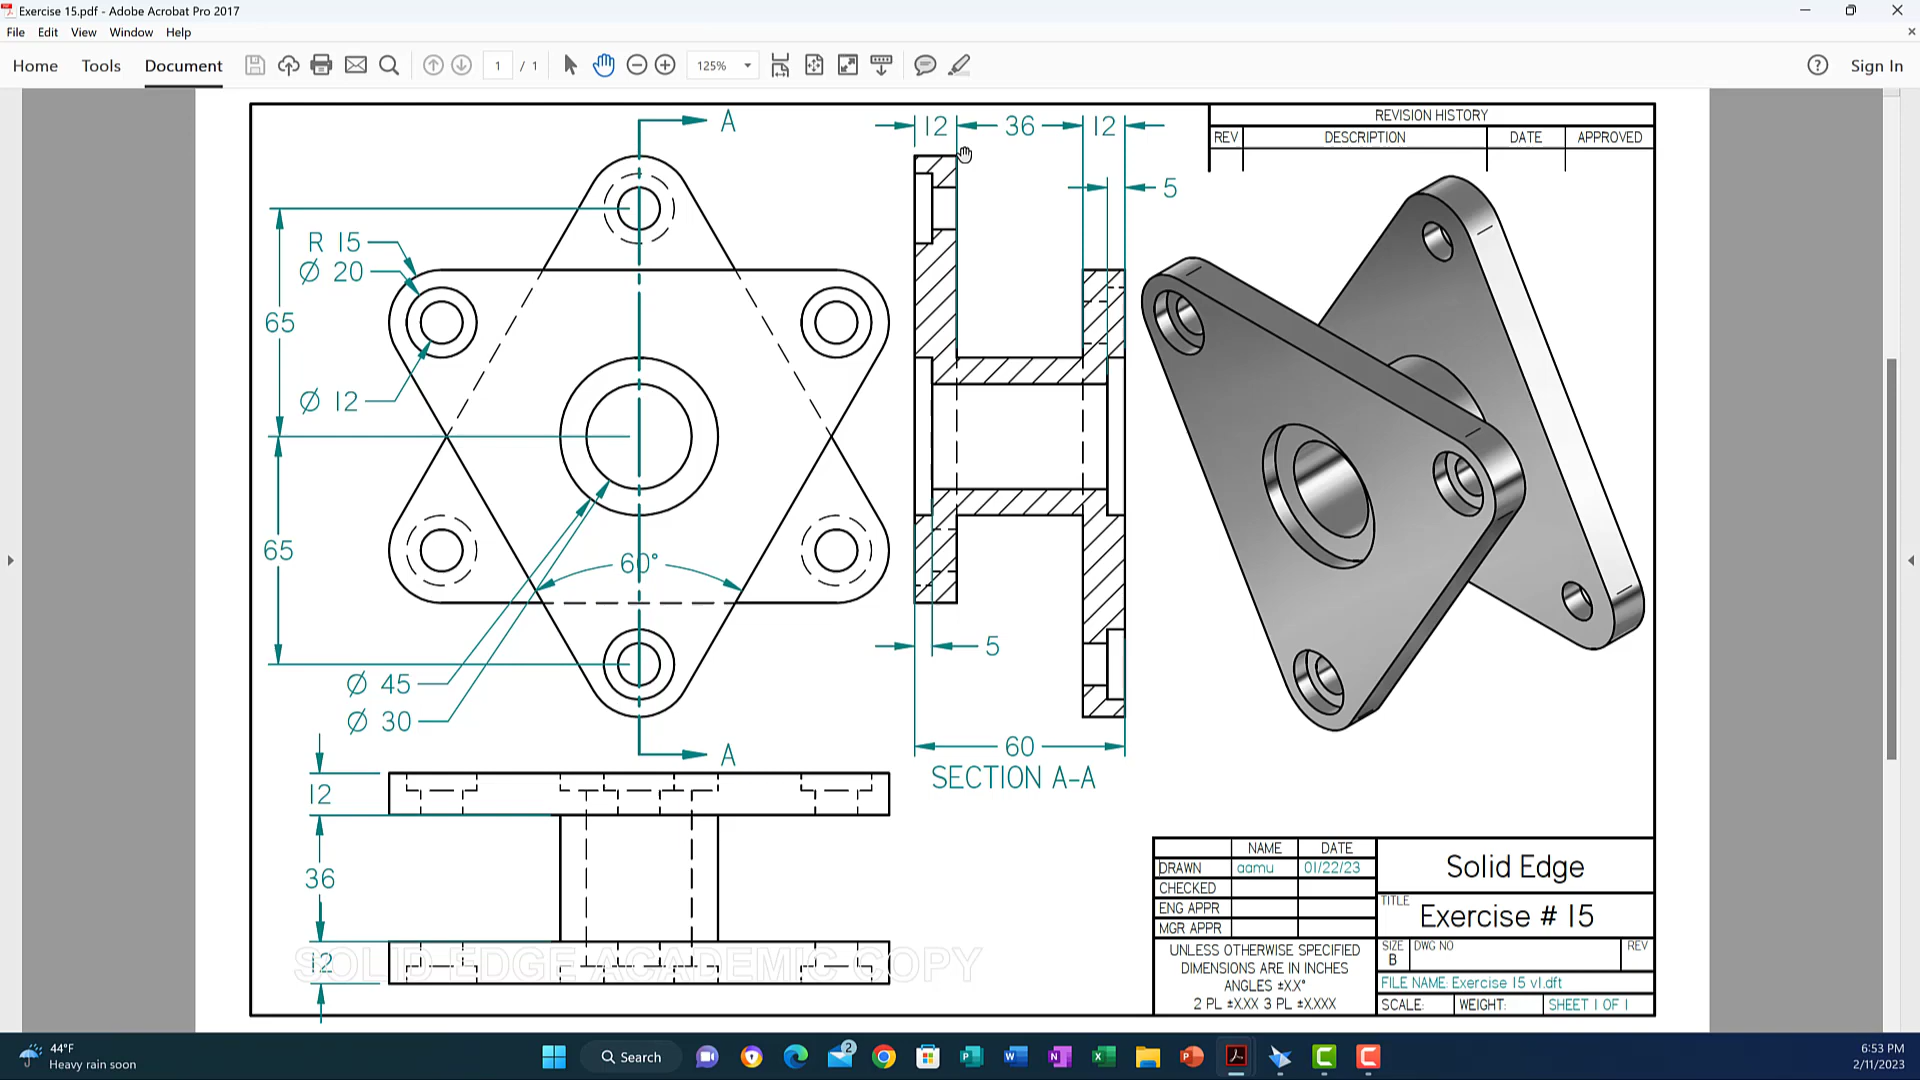 Exercise 15.pdf - Adobe Acrobat Pro 2017
File Edit View Window Help
Home Tools Document 1 / 1 125% Sign In
REVISION HISTORY
REV DESCRIPTION DATE APPROVED
A
12 36 12
5
R 15
Ø 20
65
Ø 12
65
60°
5
Ø 45
Ø 30
A
60
SECTION A-A
12
36
12
SOLID EDGE ACADEMIC COPY
NAME DATE
DRAWN aamu 01/22/23
CHECKED
ENG APPR
MGR APPR
UNLESS OTHERWISE SPECIFIED
DIMENSIONS ARE IN INCHES
ANGLES ±X.X°
2 PL ±X.XX 3 PL ±X.XXX
Solid Edge
TITLE
Exercise # 15
SIZE DWG NO REV
B
FILE NAME: Exercise 15 v1.dft
SCALE: WEIGHT: SHEET 1 OF 1
44°F
Heavy rain soon
Search
2
6:53 PM
2/11/2023